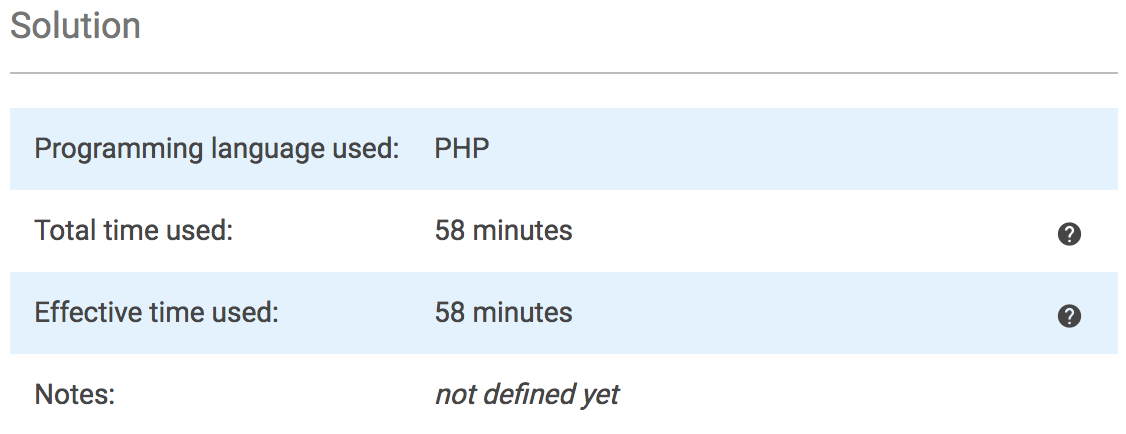 Solution
Programming language used: PHP
Total time used: 58 minutes
Effective time used: 58 minutes
Notes: not defined yet